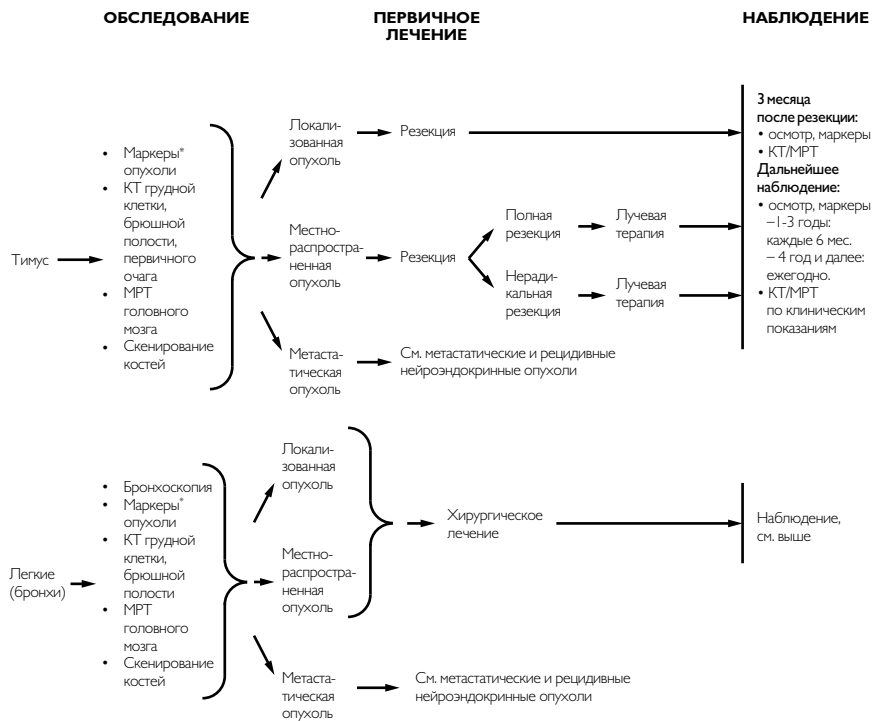 ОБСЛЕДОВАНИЕ
ПЕРВИЧНОЕ
ЛЕЧЕНИЕ
НАБЛЮДЕНИЕ
Тимус
• Маркеры*
опухоли
• КТ грудной
клетки,
брюшной
полости,
первичного
очага
• МРТ
головного
мозга
• Скенирование
костей
Локали-
зованная
опухоль
Резекция
Местно-
распростра-
ненная
опухоль
Резекция
Полная
резекция
Лучевая
терапия
Неради-
кальная
резекция
Лучевая
терапия
Метаста-
тическая
опухоль
См. метастатические и рецидивные
нейроэндокринные опухоли
3 месяца
после резекции:
• осмотр, маркеры
• КТ/МРТ
Дальнейшее
наблюдение:
• осмотр, маркеры
–1-3 годы:
каждые 6 мес.
– 4 год и далее:
ежегодно.
• КТ/МРТ
по клиническим
показаниям
Легкие
(бронхи)
• Бронхоскопия
• Маркеры*
опухоли
• КТ грудной
клетки,
брюшной
полости
• МРТ
головного
мозга
• Скенирование
костей
Локали-
зованная
опухоль
Местно-
распростра-
ненная
опухоль
Хирургическое
лечение
Наблюдение,
см. выше
Метаста-
тическая
опухоль
См. метастатические и рецидивные
нейроэндокринные опухоли